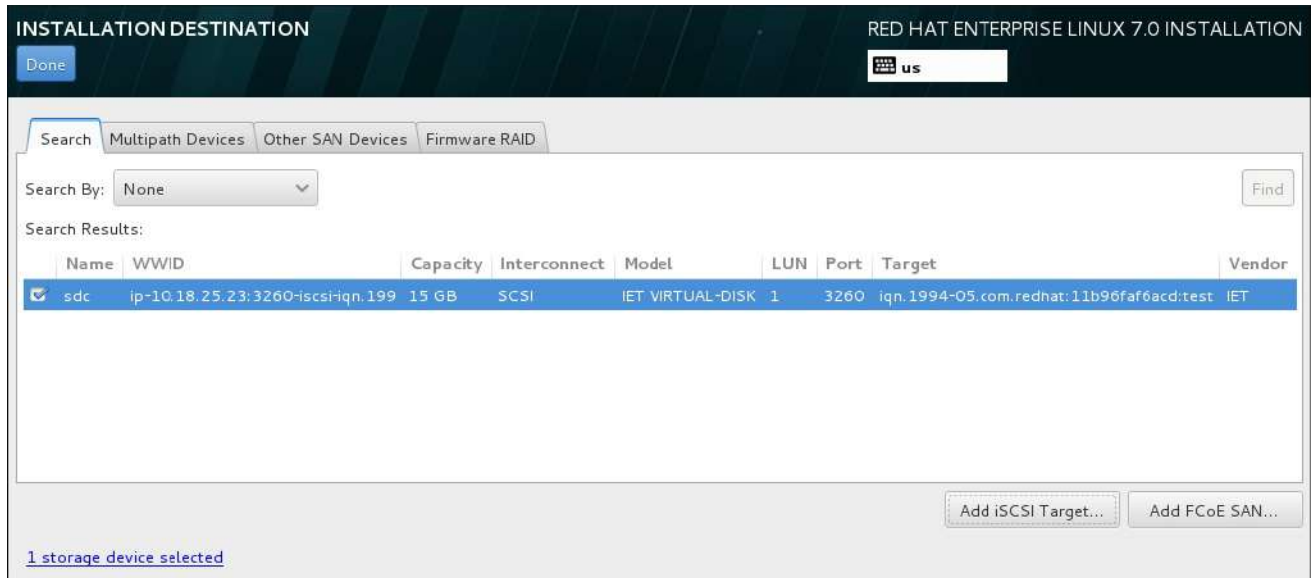 INSTALLATION DESTINATION
RED HAT ENTERPRISE LINUX 7.0 INSTALLATION
Done
us
Search Multipath Devices Other SAN Devices Firmware RAID
Search By: None Find
Search Results:
Name WWID Capacity Interconnect Model LUN Port Target Vendor
sdc ip-10.18.25.23:3260-iscsi-iqn.199 15 GB SCSI IET VIRTUAL-DISK 1 3260 iqn.1994-05.com.redhat:11b96faf6acd:test IET
Add iSCSI Target... Add FCoE SAN...
1 storage device selected